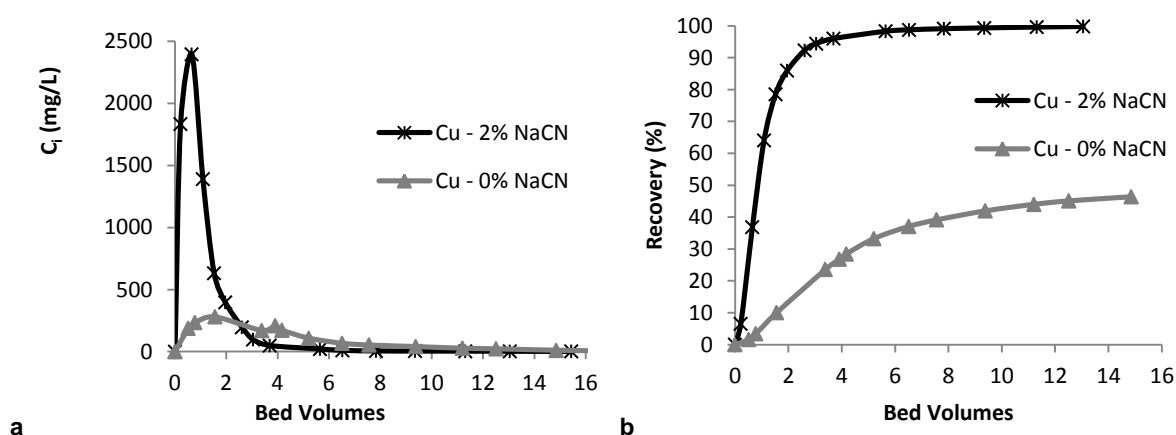 2500
2000
1500
1000
500
0
Cᵢ (mg/L)
Cu - 2% NaCN
Cu - 0% NaCN
0 2 4 6 8 10 12 14 16
Bed Volumes
a
100
90
80
70
60
50
40
30
20
10
0
Recovery (%)
Cu - 2% NaCN
Cu - 0% NaCN
0 2 4 6 8 10 12 14 16
Bed Volumes
b